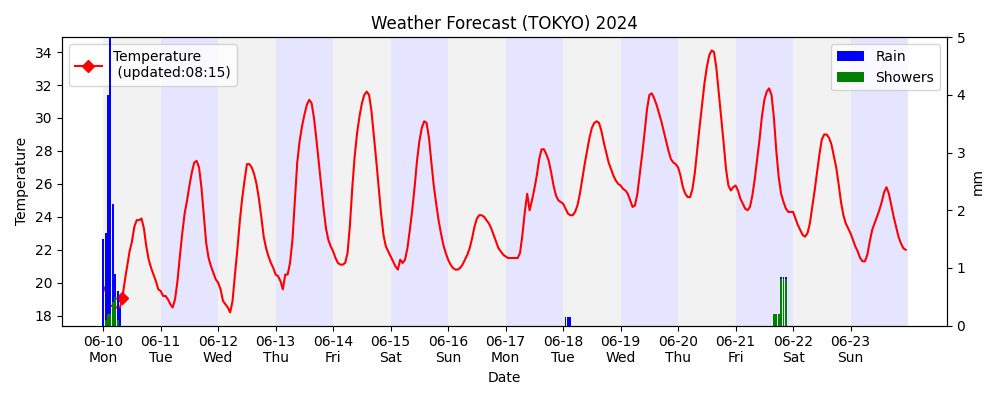 Weather Forecast (TOKYO) 2024
Temperature
(updated:08:15)
Rain
Showers
Temperature
34
32
30
28
26
24
22
20
18
5
4
3
2
1
0
mm
06-10 06-11 06-12 06-13 06-14 06-15 06-16 06-17 06-18 06-19 06-20 06-21 06-22 06-23
Mon Tue Wed Thu Fri Sat Sun Mon Tue Wed Thu Fri Sat Sun
Date